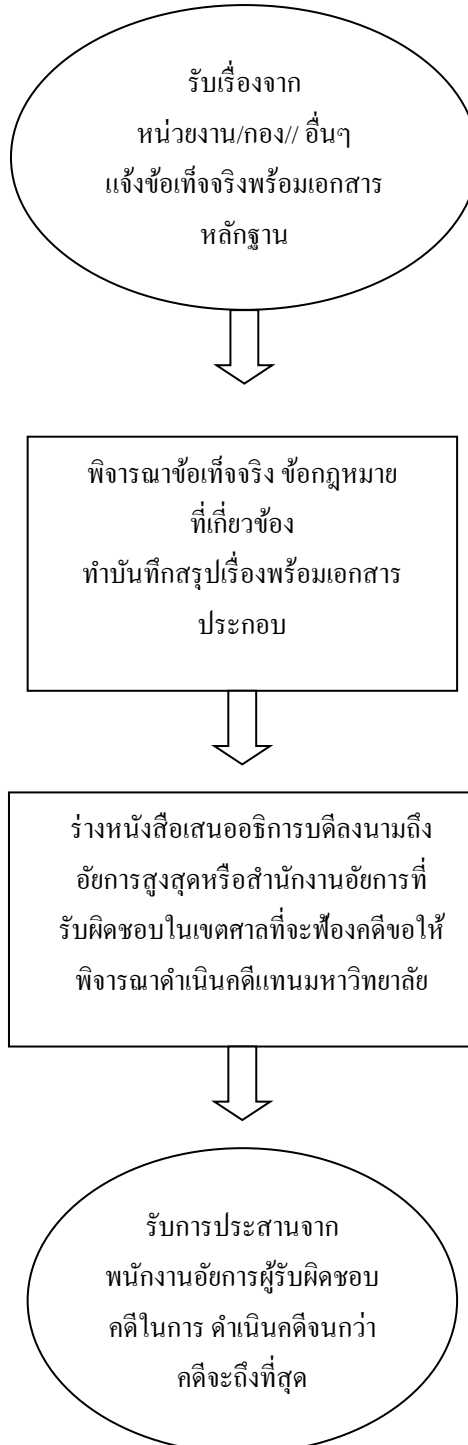 รับเรื่องจาก
หน่วยงาน/กอง// อื่นๆ
แจ้งข้อเท็จจริงพร้อมเอกสาร
หลักฐาน
พิจารณาข้อเท็จจริง ข้อกฎหมาย
ที่เกี่ยวข้อง
ทำบันทึกสรุปเรื่องพร้อมเอกสาร
ประกอบ
ร่างหนังสือเสนออธิการบดีลงนามถึง
อัยการสูงสุดหรือสำนักงานอัยการที่
รับผิดชอบในเขตศาลที่จะฟ้องคดีขอให้
พิจารณาดำเนินคดีแทนมหาวิทยาลัย
รับการประสานจาก
พนักงานอัยการผู้รับผิดชอบ
คดีในการ ดำเนินคดีจนกว่า
คดีจะถึงที่สุด